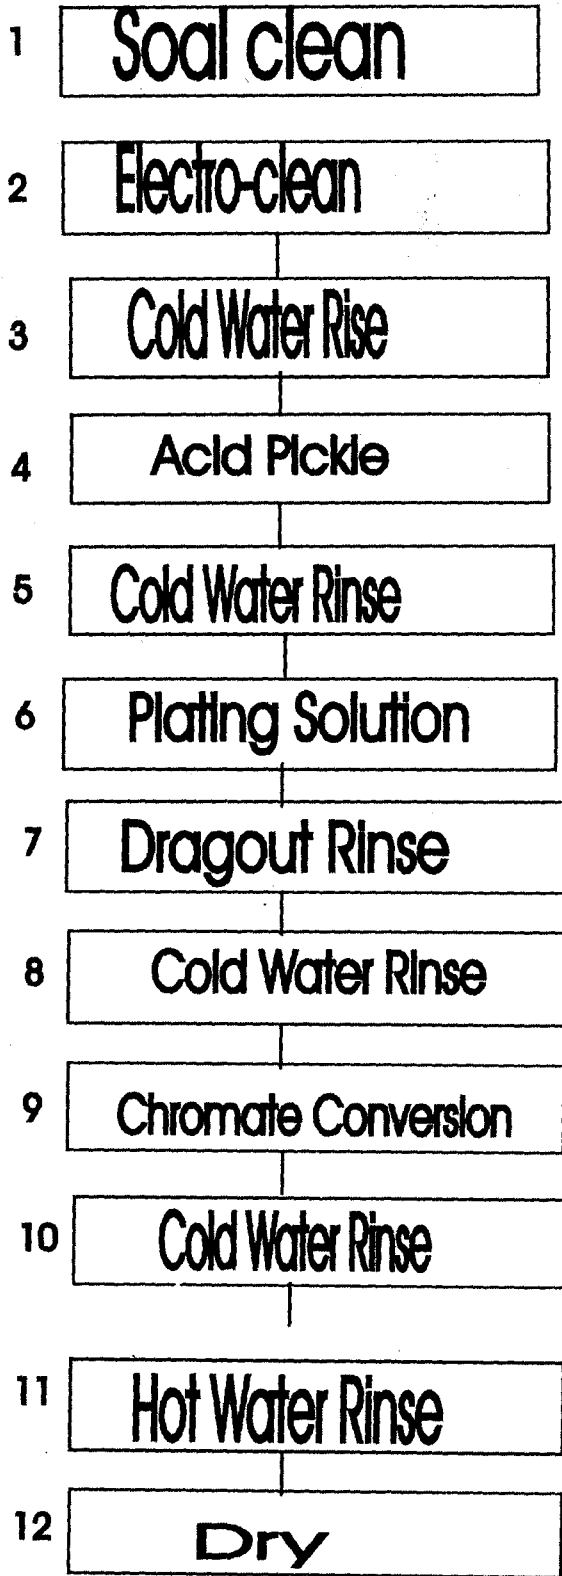 1 Soal clean
2 Electro-clean
3 Cold Water Rise
4 Acid Pickle
5 Cold Water Rinse
6 Plating Solution
7 Dragout Rinse
8 Cold Water Rinse
9 Chromate Conversion
10 Cold Water Rinse
11 Hot Water Rinse
12 Dry